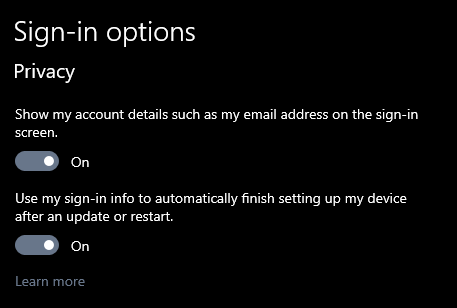 Sign-in options
Privacy
Show my account details such as my email address on the sign-in
screen.
On
Use my sign-in info to automatically finish setting up my device
after an update or restart.
On
Learn more